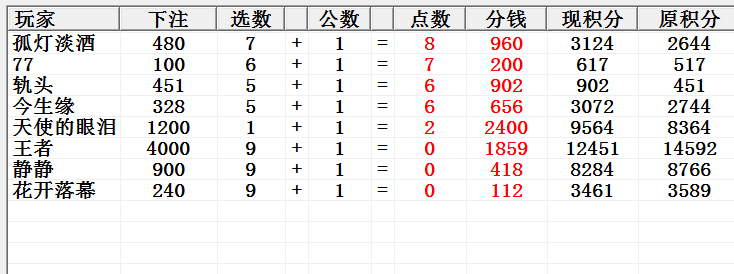 玩家 下注 选数 公数 点数 分钱 现积分 原积分
孤灯淡酒 480 7 + 1 = 8 960 3124 2644
77 100 6 + 1 = 7 200 617 517
轨头 451 5 + 1 = 6 902 902 451
今生缘 328 5 + 1 = 6 656 3072 2744
天使的眼泪 1200 1 + 1 = 2 2400 9564 8364
王者 4000 9 + 1 = 0 1859 12451 14592
静静 900 9 + 1 = 0 418 8284 8766
花开落幕 240 9 + 1 = 0 112 3461 3589